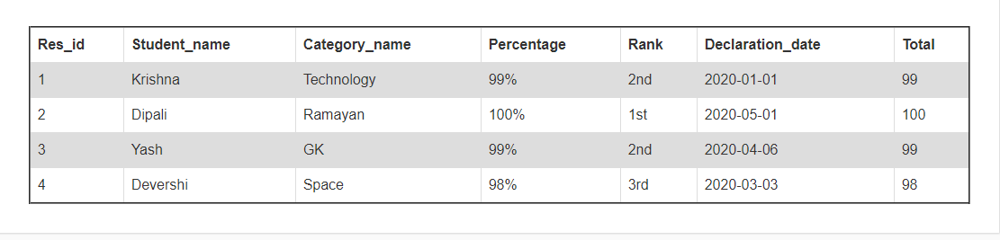 Res_id Student_name Category_name Percentage Rank Declaration_date Total
1 Krishna Technology 99% 2nd 2020-01-01 99
2 Dipali Ramayan 100% 1st 2020-05-01 100
3 Yash GK 99% 2nd 2020-04-06 99
4 Devershi Space 98% 3rd 2020-03-03 98